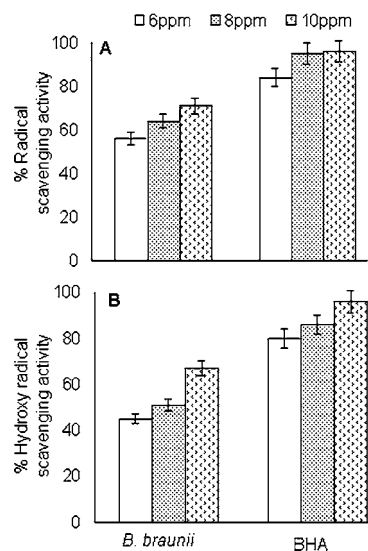 6ppm 8ppm 10ppm
A
% Radical
scavenging activity
100
80
60
40
20
0
B
% Hydroxy radical
scavenging activity
100
80
60
40
20
0
B. braunii BHA